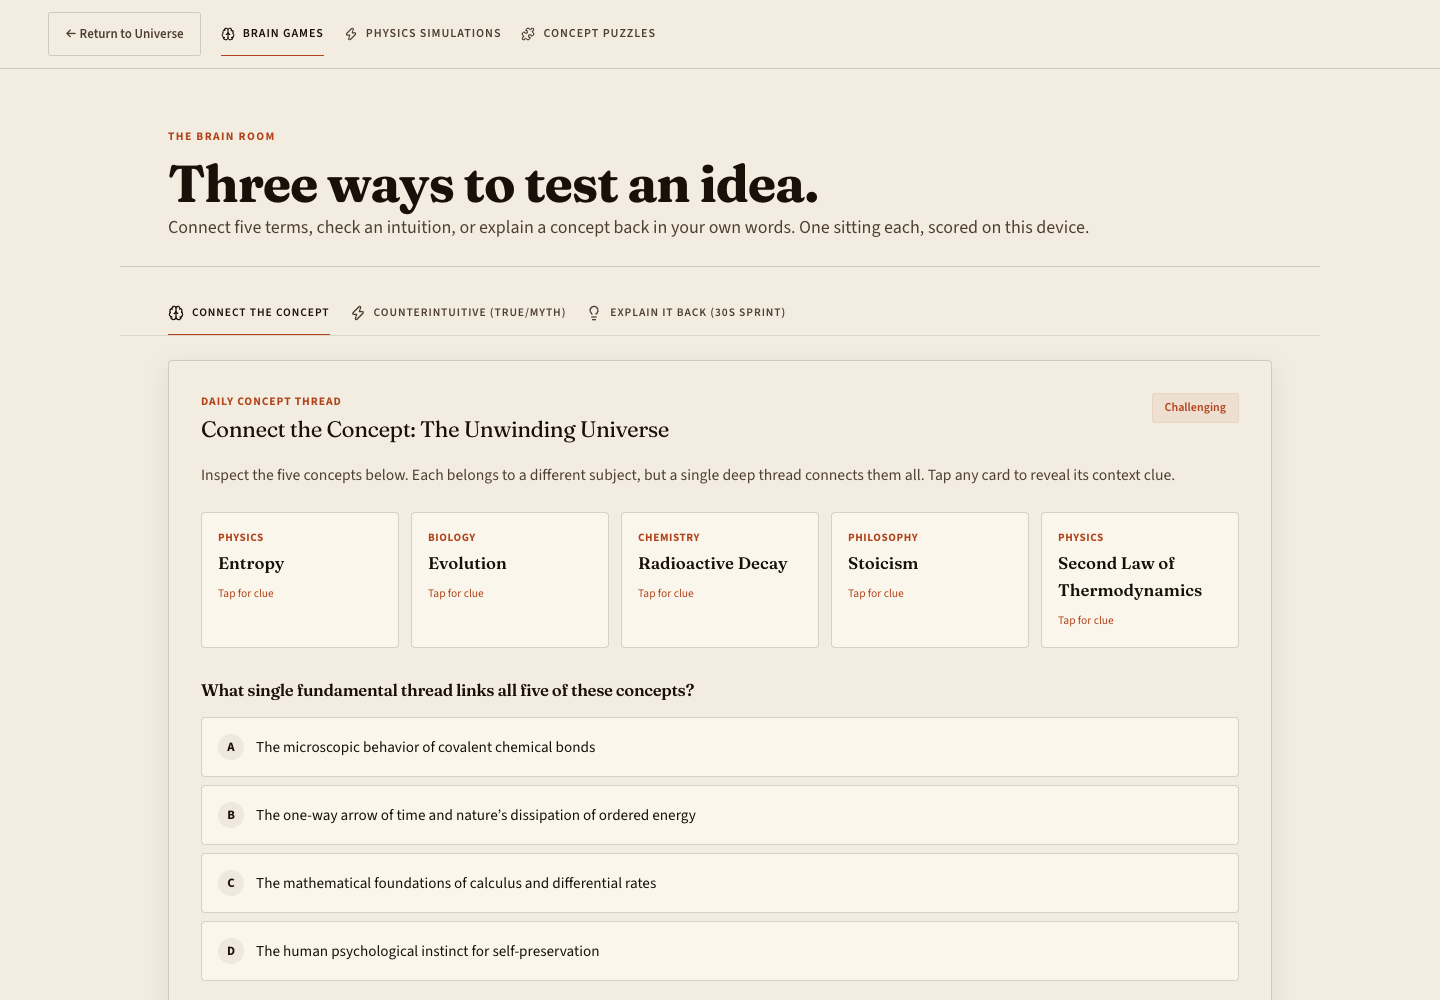 ← Return to Universe
BRAIN GAMES
PHYSICS SIMULATIONS
CONCEPT PUZZLES
THE BRAIN ROOM
Three ways to test an idea.
Connect five terms, check an intuition, or explain a concept back in your own words. One sitting each, scored on this device.
CONNECT THE CONCEPT
COUNTERINTUITIVE (TRUE/MYTH)
EXPLAIN IT BACK (30S SPRINT)
DAILY CONCEPT THREAD
Challenging
Connect the Concept: The Unwinding Universe
Inspect the five concepts below. Each belongs to a different subject, but a single deep thread connects them all. Tap any card to reveal its context clue.
PHYSICS
Entropy
Tap for clue
BIOLOGY
Evolution
Tap for clue
CHEMISTRY
Radioactive Decay
Tap for clue
PHILOSOPHY
Stoicism
Tap for clue
PHYSICS
Second Law of
Thermodynamics
Tap for clue
What single fundamental thread links all five of these concepts?
A The microscopic behavior of covalent chemical bonds
B The one-way arrow of time and nature’s dissipation of ordered energy
C The mathematical foundations of calculus and differential rates
D The human psychological instinct for self-preservation